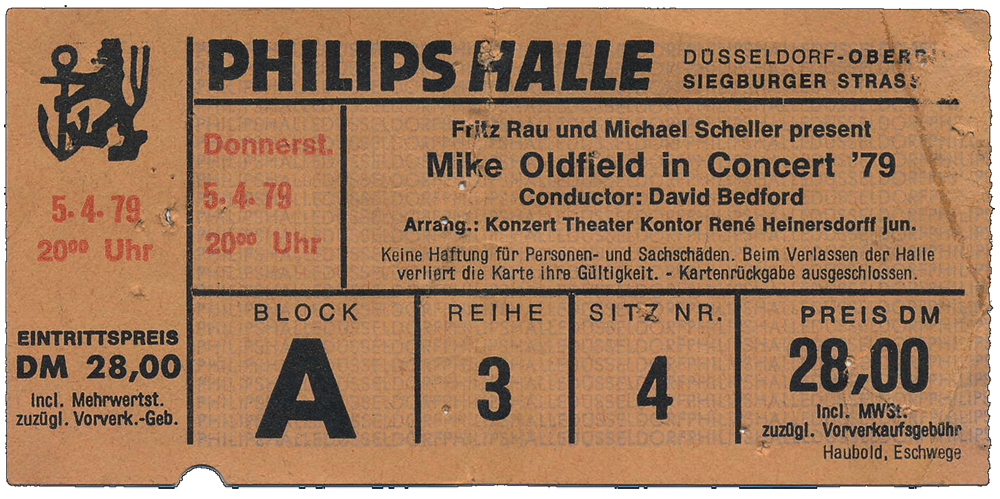 PHILIPSHALLE
DÜSSELDORF-OBERB
SIEGBURGER STRASS
5.4.79
20⁰⁰ Uhr
EINTRITTSPREIS
DM 28,00
Incl. Mehrwertst.
zuzügl. Vorverk.-Geb.
Donnerst.
5.4.79
20⁰⁰ Uhr
Fritz Rau und Michael Scheller present
Mike Oldfield in Concert '79
Conductor: David Bedford
Arrang.: Konzert Theater Kontor René Heinersdorff jun.
Keine Haftung für Personen- und Sachschäden. Beim Verlassen der Halle
verliert die Karte ihre Gültigkeit. - Kartenrückgabe ausgeschlossen.
BLOCK
A
REIHE
3
SITZ NR.
4
PREIS DM
28,00
Incl. MWSt.
zuzügl. Vorverkaufsgebühr
Haubold, Eschwege